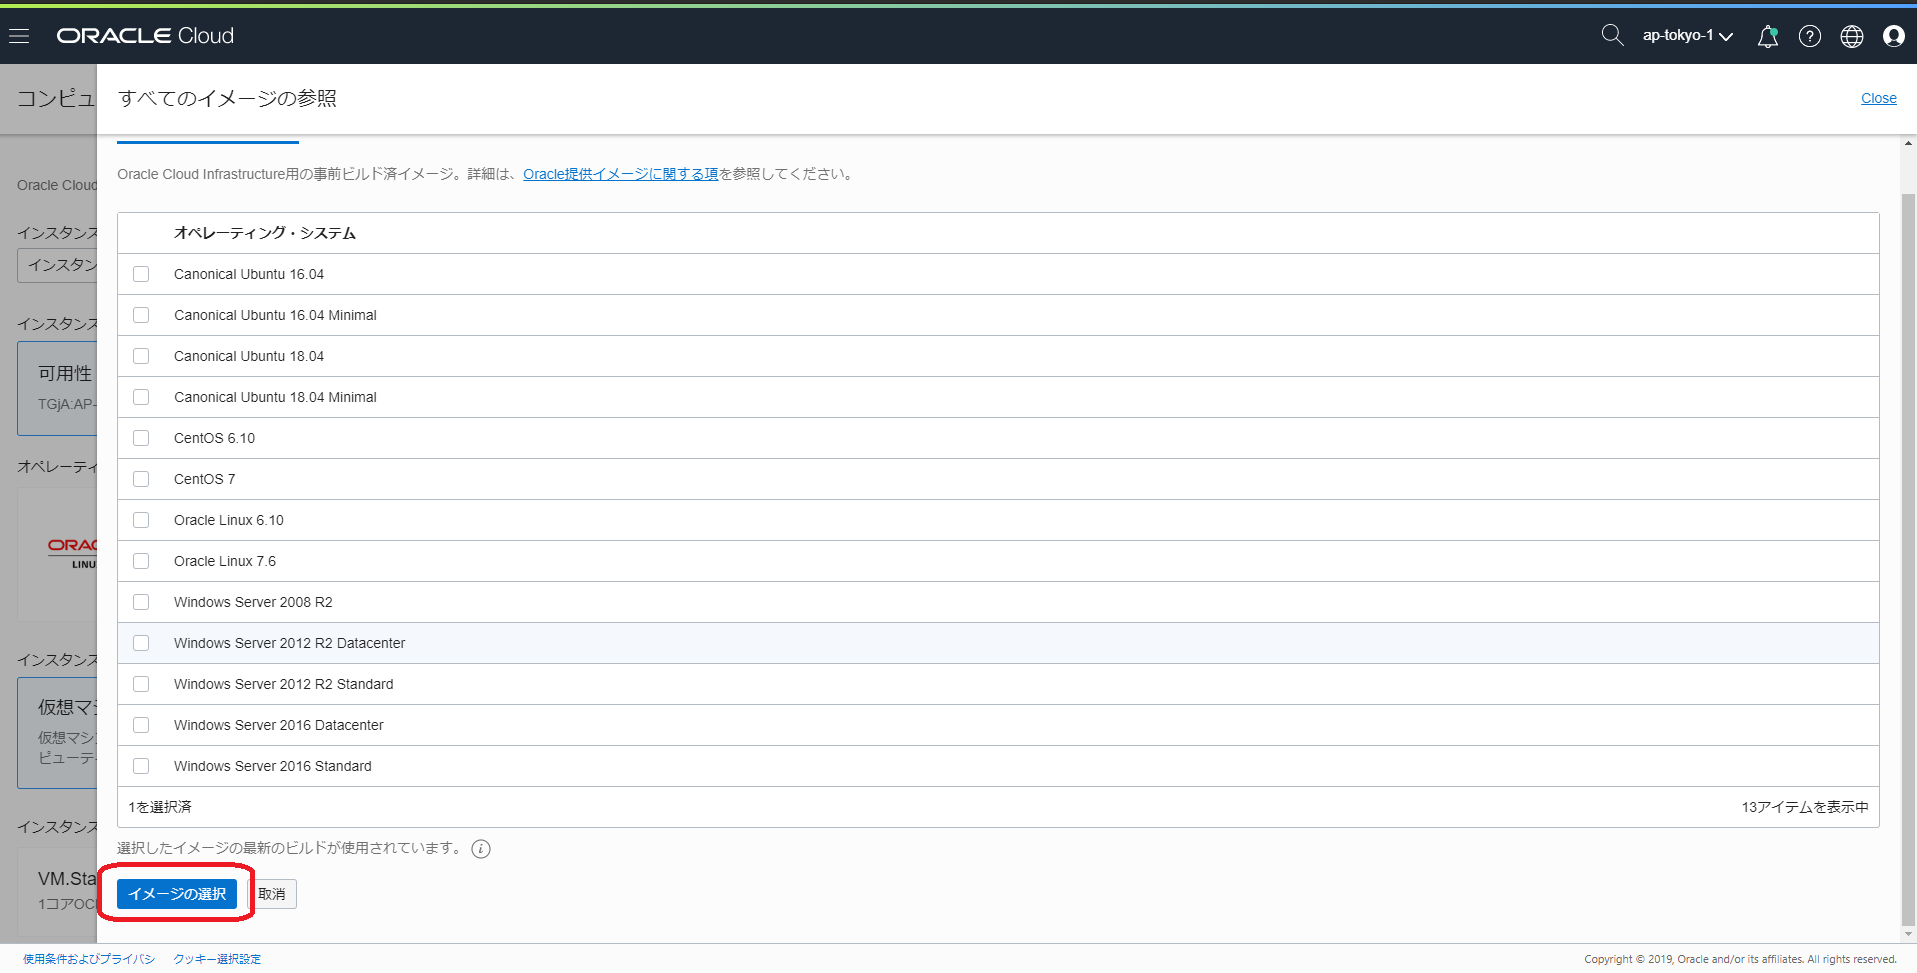 ORACLE Cloud
ap-tokyo-1
コンピュ
すべてのイメージの参照
Close
Oracle Cloud Infrastructure用の事前ビルド済イメージ。詳細は、Oracle提供イメージに関する項を参照してください。
Oracle Cloud
インスタンス
インスタン
インスタンス
可用性
TGjA:AP-
オペレーティ
ORAC
LINU
インスタンス
仮想マシ
仮想マシン
ピューティ
インスタンス
VM.Sta
1コアOC
オペレーティング・システム
Canonical Ubuntu 16.04
Canonical Ubuntu 16.04 Minimal
Canonical Ubuntu 18.04
Canonical Ubuntu 18.04 Minimal
CentOS 6.10
CentOS 7
Oracle Linux 6.10
Oracle Linux 7.6
Windows Server 2008 R2
Windows Server 2012 R2 Datacenter
Windows Server 2012 R2 Standard
Windows Server 2016 Datacenter
Windows Server 2016 Standard
1を選択済
13アイテムを表示中
選択したイメージの最新のビルドが使用されています。
イメージの選択
取消
使用条件およびプライバシ
クッキー選択設定
Copyright © 2019, Oracle and/or its affiliates. All rights reserved.